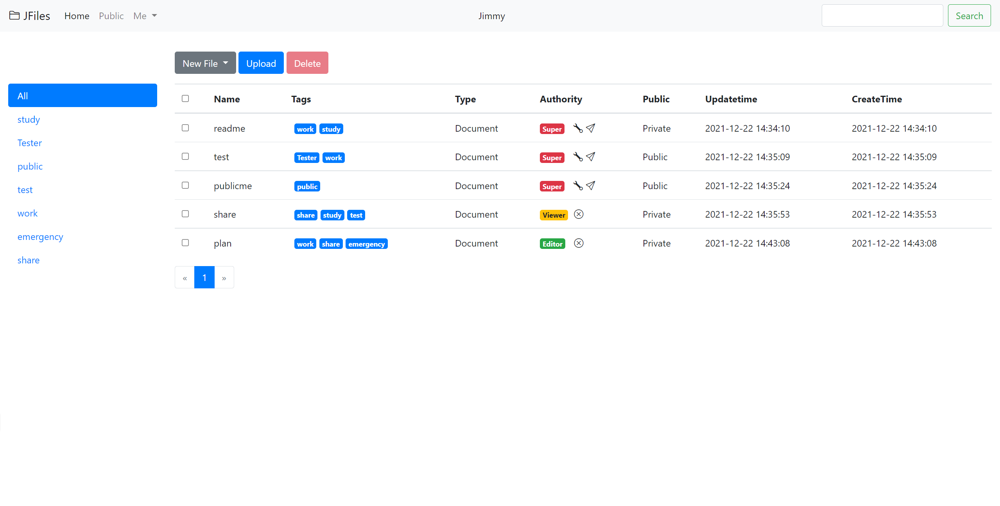 JFiles Home Public Me Jimmy Search
New File Upload Delete
All
study
Tester
public
test
work
emergency
share
Name Tags Type Authority Public Updatetime CreateTime
readme work study Document Super Private 2021-12-22 14:34:10 2021-12-22 14:34:10
test Tester work Document Super Public 2021-12-22 14:35:09 2021-12-22 14:35:09
publicme public Document Super Public 2021-12-22 14:35:24 2021-12-22 14:35:24
share share study test Document Viewer Private 2021-12-22 14:35:53 2021-12-22 14:35:53
plan work share emergency Document Editor Private 2021-12-22 14:43:08 2021-12-22 14:43:08
« 1 »